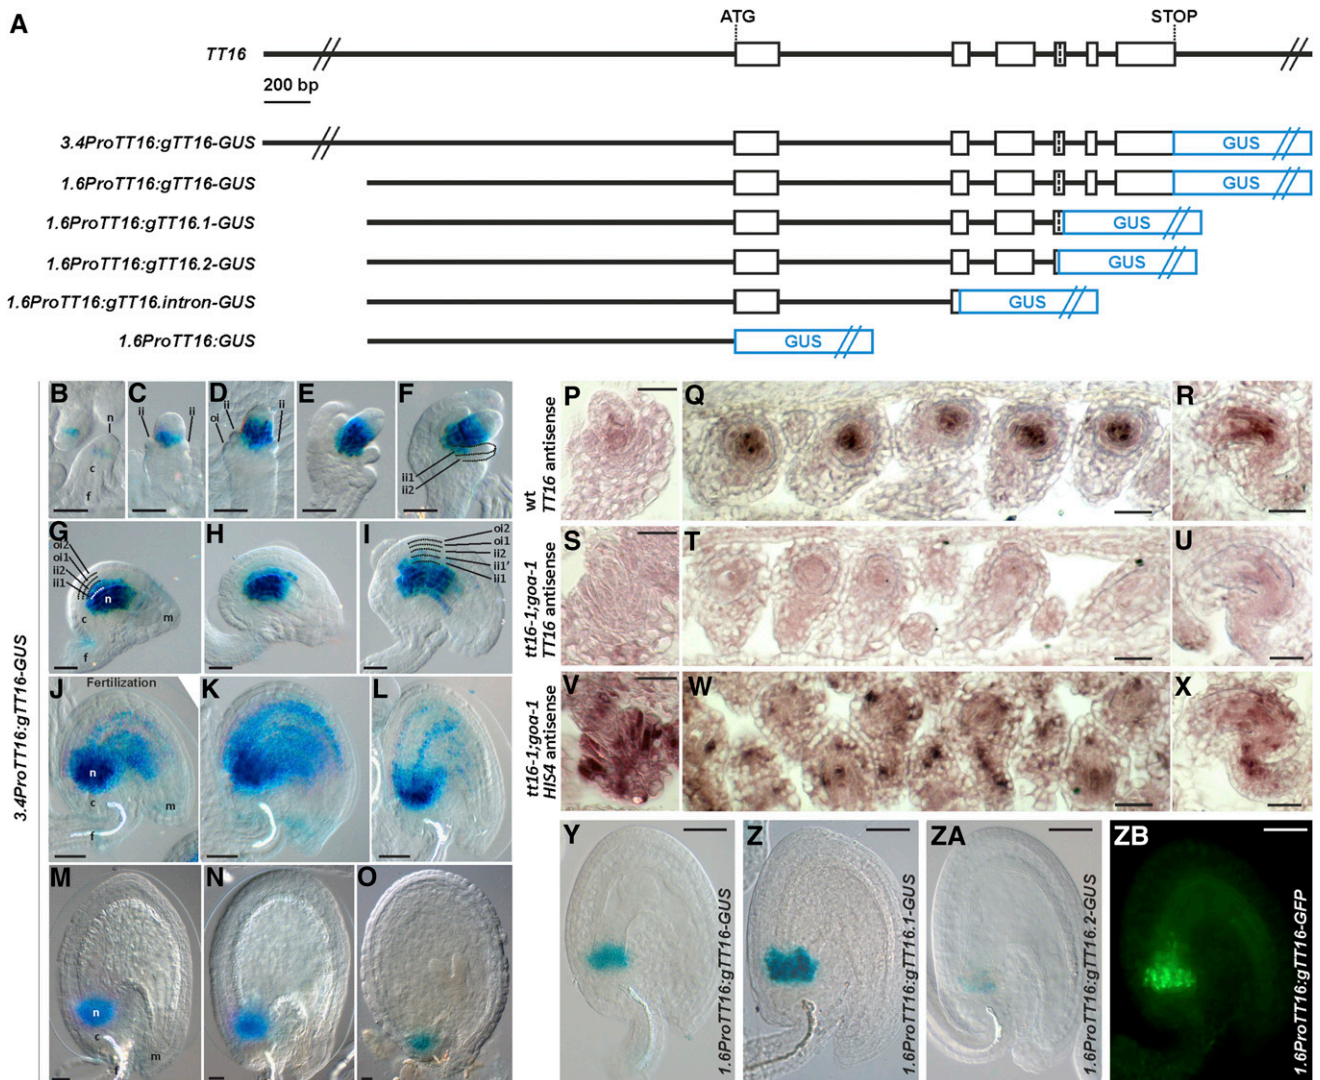 A
ATG
STOP
TT16
200 bp
3.4ProTT16:gTT16-GUS
GUS
1.6ProTT16:gTT16-GUS
GUS
1.6ProTT16:gTT16.1-GUS
GUS
1.6ProTT16:gTT16.2-GUS
GUS
1.6ProTT16:gTT16.intron-GUS
GUS
1.6ProTT16:GUS
GUS
3.4ProTT16:gTT16-GUS
B
n
c
f
C
ii
ii
D
ii
oi
ii
E
F
ii1
ii2
G
oi2
oi1
ii2
ii1
n
c
m
f
H
I
oi2
oi1
ii2
ii1'
ii1
J
Fertilization
n
c
m
f
K
L
M
n
c
m
N
O
wt
TT16 antisense
P
Q
R
tt16-1;goa-1
TT16 antisense
S
T
U
tt16-1;goa-1
HIS4 antisense
V
W
X
Y
1.6ProTT16:gTT16-GUS
Z
1.6ProTT16:gTT16.1-GUS
ZA
1.6ProTT16:gTT16.2-GUS
ZB
1.6ProTT16:gTT16-GFP